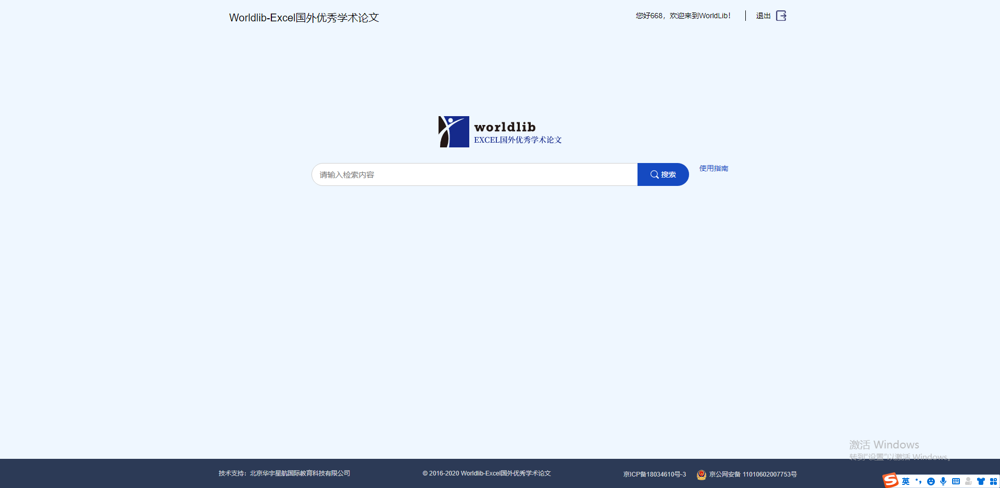 Worldlib-Excel国外优秀学术论文
您好668，欢迎来到WorldLib！
退出
worldlib
EXCEL国外优秀学术论文
请输入检索内容
搜索
使用指南
激活 Windows
转到“设置”以激活 Windows。
技术支持：北京华宇星航国际教育科技有限公司
© 2016-2020 Worldlib-Excel国外优秀学术论文
京ICP备18034610号-3
京公网安备 11010602007753号
S
英